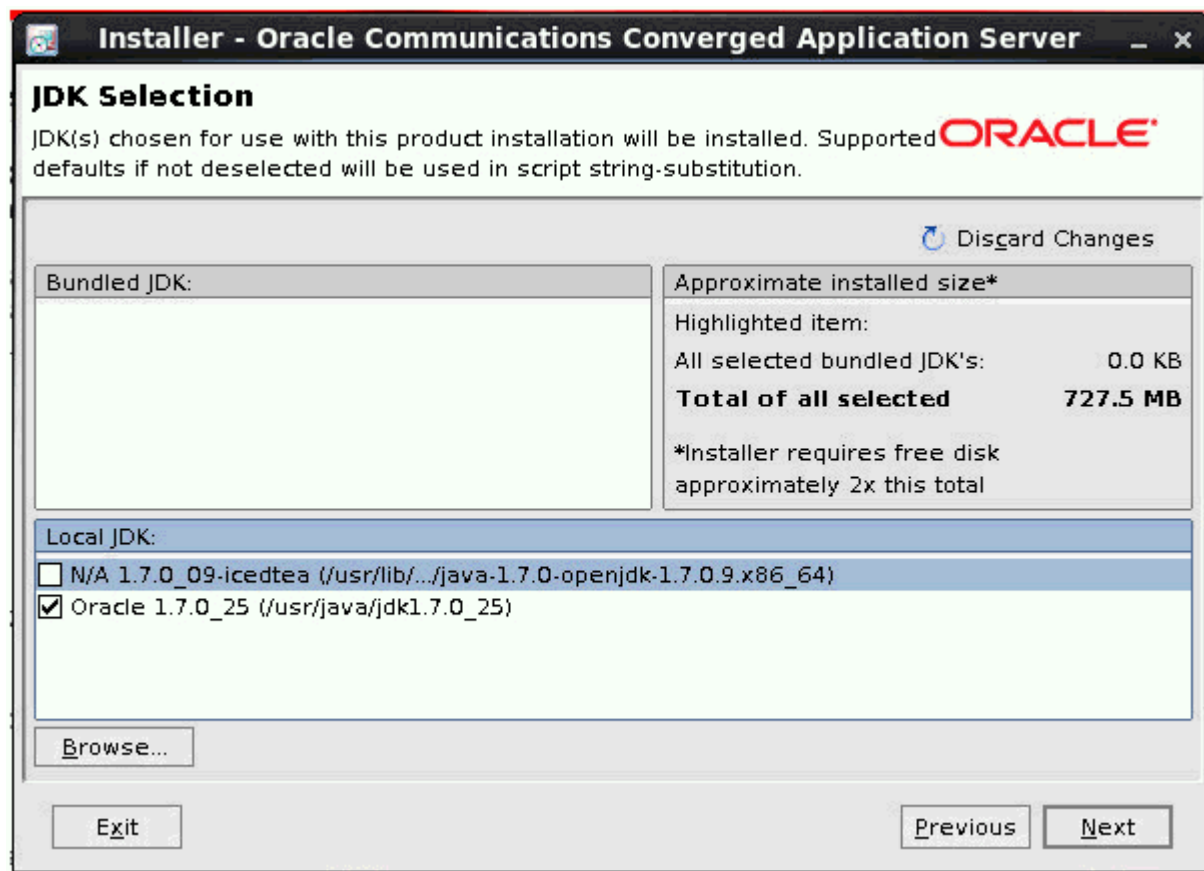 Installer - Oracle Communications Converged Application Server
JDK Selection
JDK(s) chosen for use with this product installation will be installed. Supported
defaults if not deselected will be used in script string-substitution.
ORACLE
Discard Changes
Bundled JDK:
Approximate installed size*
Highlighted item:
All selected bundled JDK's: 0.0 KB
Total of all selected 727.5 MB
*Installer requires free disk
approximately 2x this total
Local JDK:
N/A 1.7.0_09-icedtea (/usr/lib/.../java-1.7.0-openjdk-1.7.0.9.x86_64)
Oracle 1.7.0_25 (/usr/java/jdk1.7.0_25)
Browse...
Exit
Previous
Next